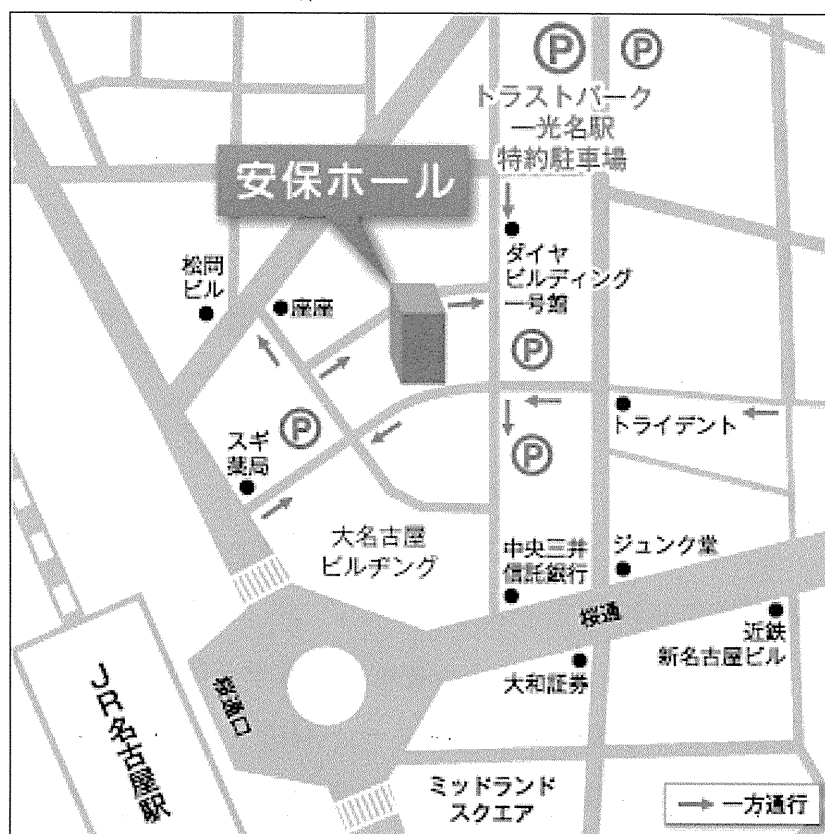 P
P
トラストパーク
一光名駅
特約駐車場
安保ホール
松岡
ビル
座座
ダイヤ
ビルディング
一号館
P
スギ
薬局
P
トライデント
P
大名古屋
ビルヂング
中央三井
信託銀行
ジュンク堂
桜通
近鉄
新名古屋ビル
大和証券
桜通口
JR名古屋駅
ミッドランド
スクエア
一方通行